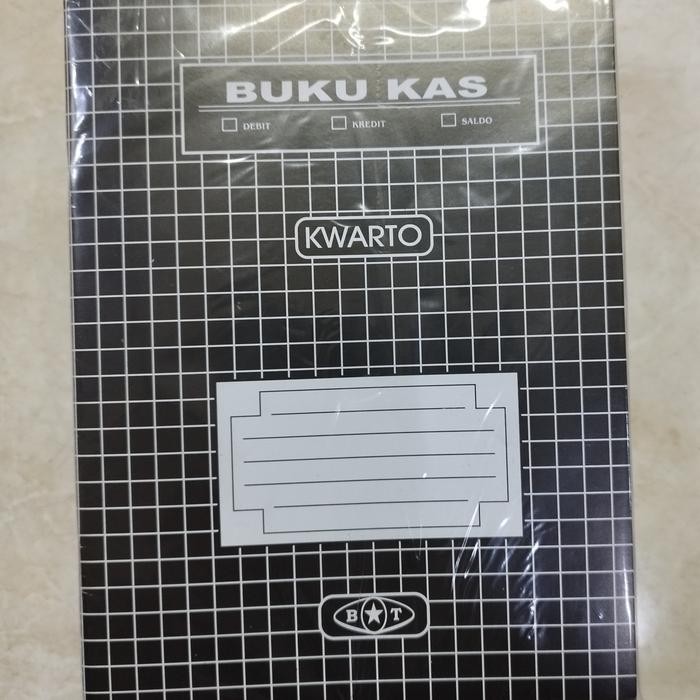 BUKU KAS
DEBIT KREDIT SALDO
KWARTO
B T